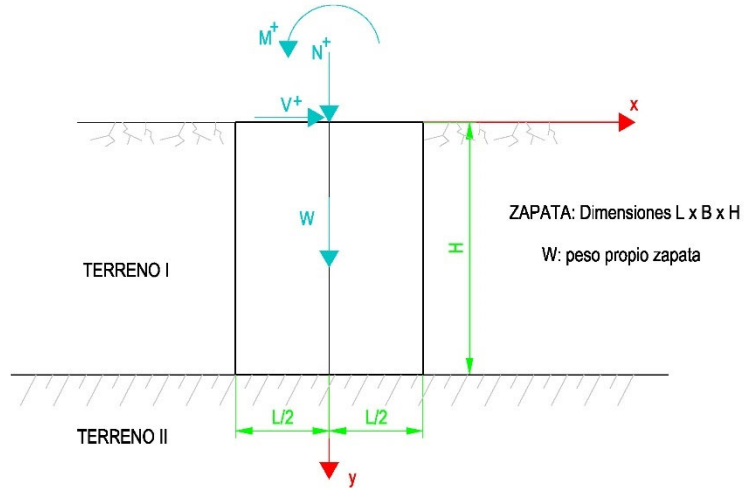 M+
N+
V+
x
W
H
ZAPATA: Dimensiones L x B x H
W: peso propio zapata
TERRENO I
L/2
L/2
TERRENO II
y